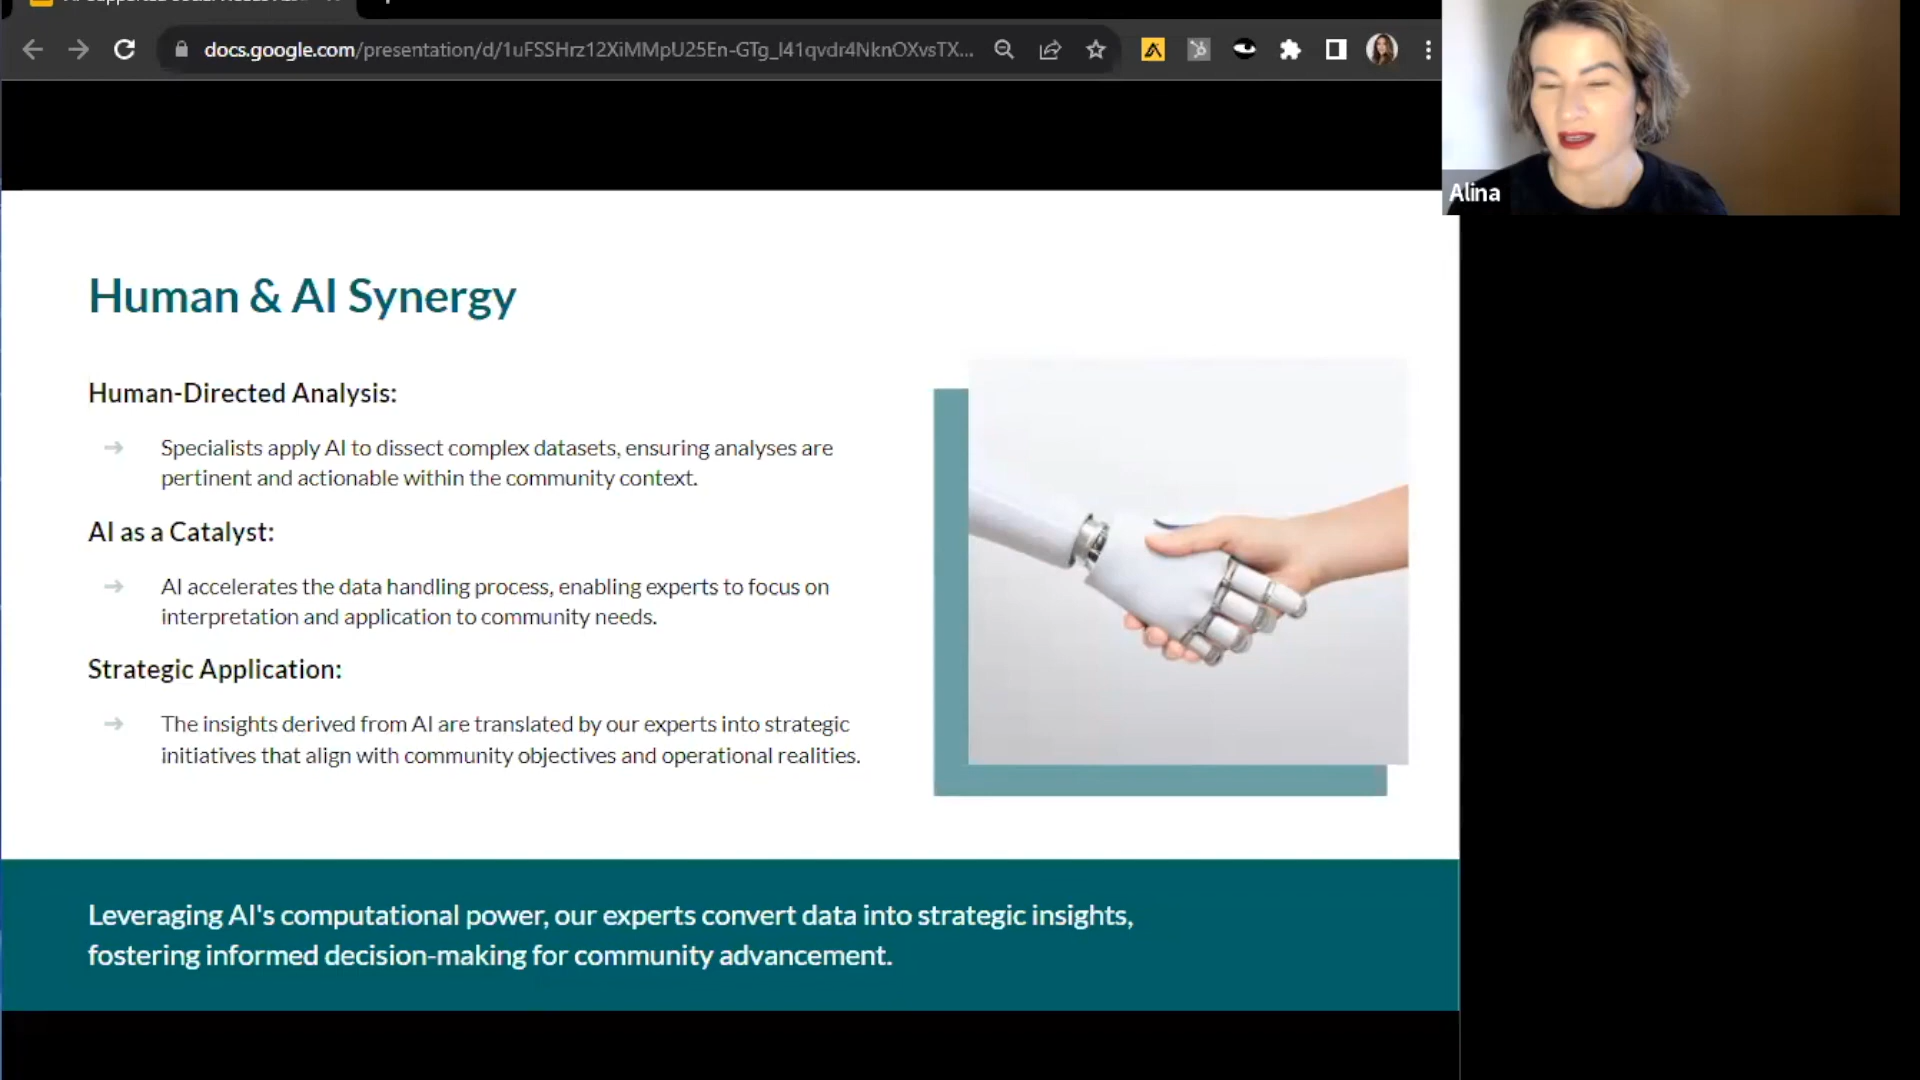 docs.google.com/presentation/d/1uFSSHrz12XiMMpU25En-GTg_l41qvdr4NknOXvsTX...
Alina
Human & AI Synergy
Human-Directed Analysis:
→ Specialists apply AI to dissect complex datasets, ensuring analyses are
pertinent and actionable within the community context.
AI as a Catalyst:
→ AI accelerates the data handling process, enabling experts to focus on
interpretation and application to community needs.
Strategic Application:
→ The insights derived from AI are translated by our experts into strategic
initiatives that align with community objectives and operational realities.
Leveraging AI's computational power, our experts convert data into strategic insights,
fostering informed decision-making for community advancement.